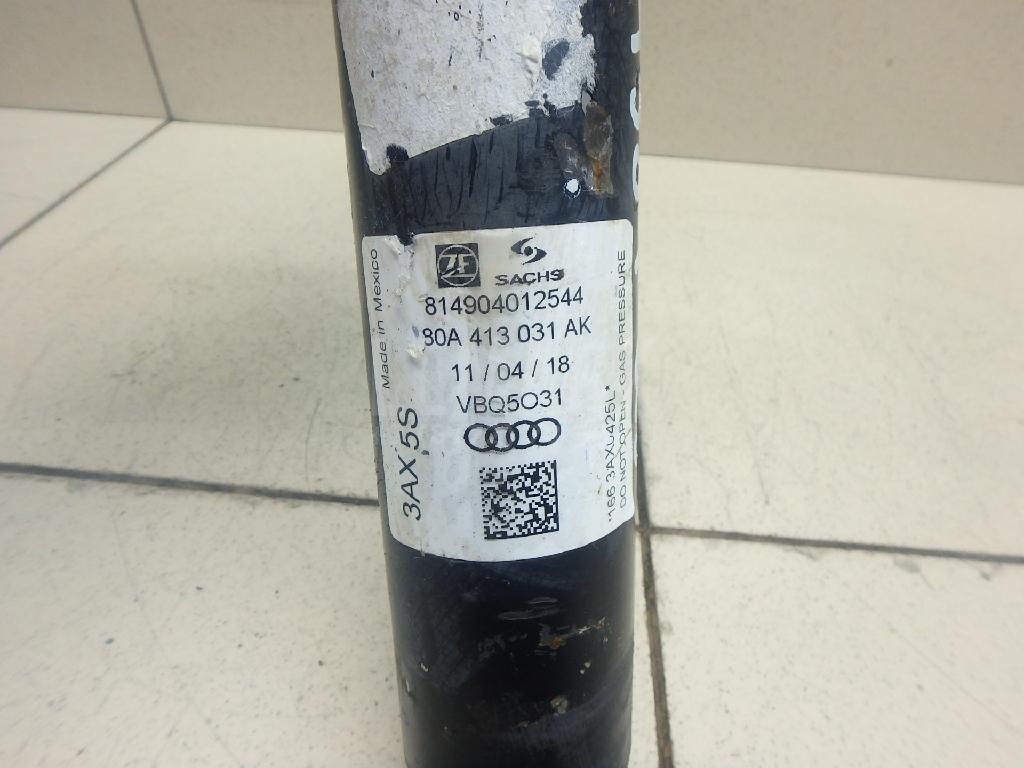 ZF
SACHS
814904012544
80A 413 031 AK
11 / 04 / 18
VBQ5O31
Made in Mexico
3AX 5S
DO NOT OPEN - GAS PRESSURE